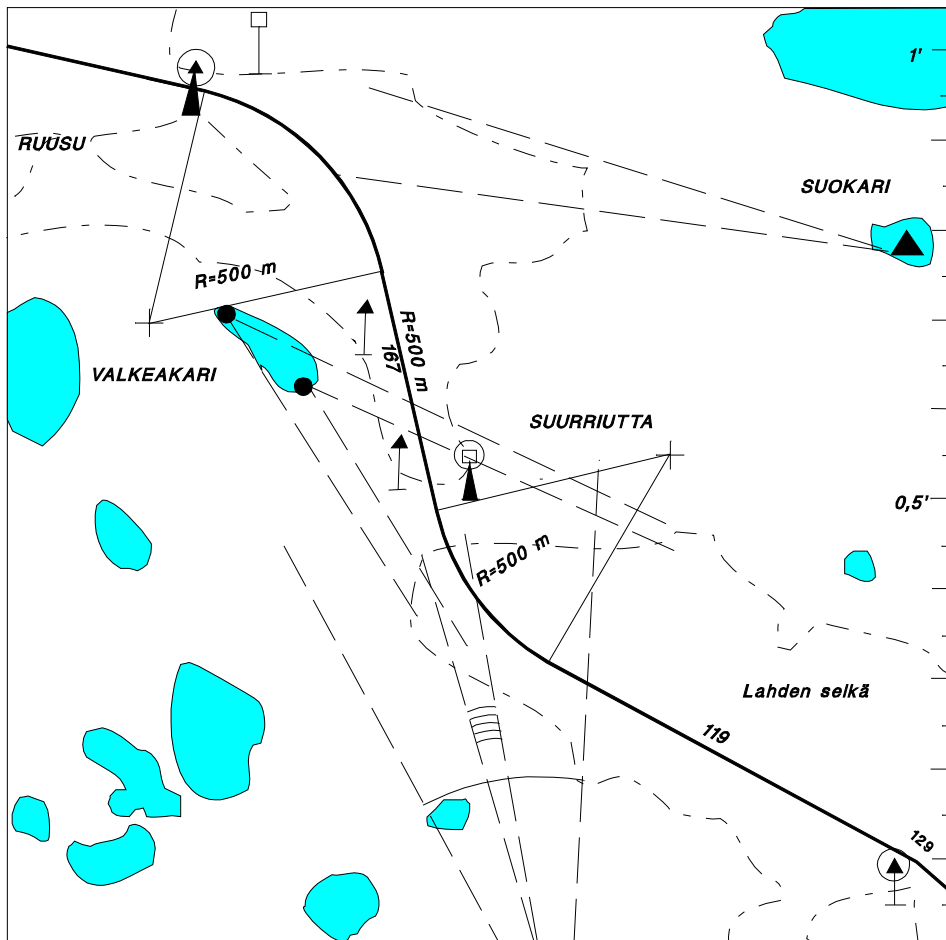 1'
RUUSU
SUOKARI
R=500 m
R=500 m
167
VALKEAKARI
SUURRIUTTA
0,5'
R=500 m
Lahden selkä
119
129